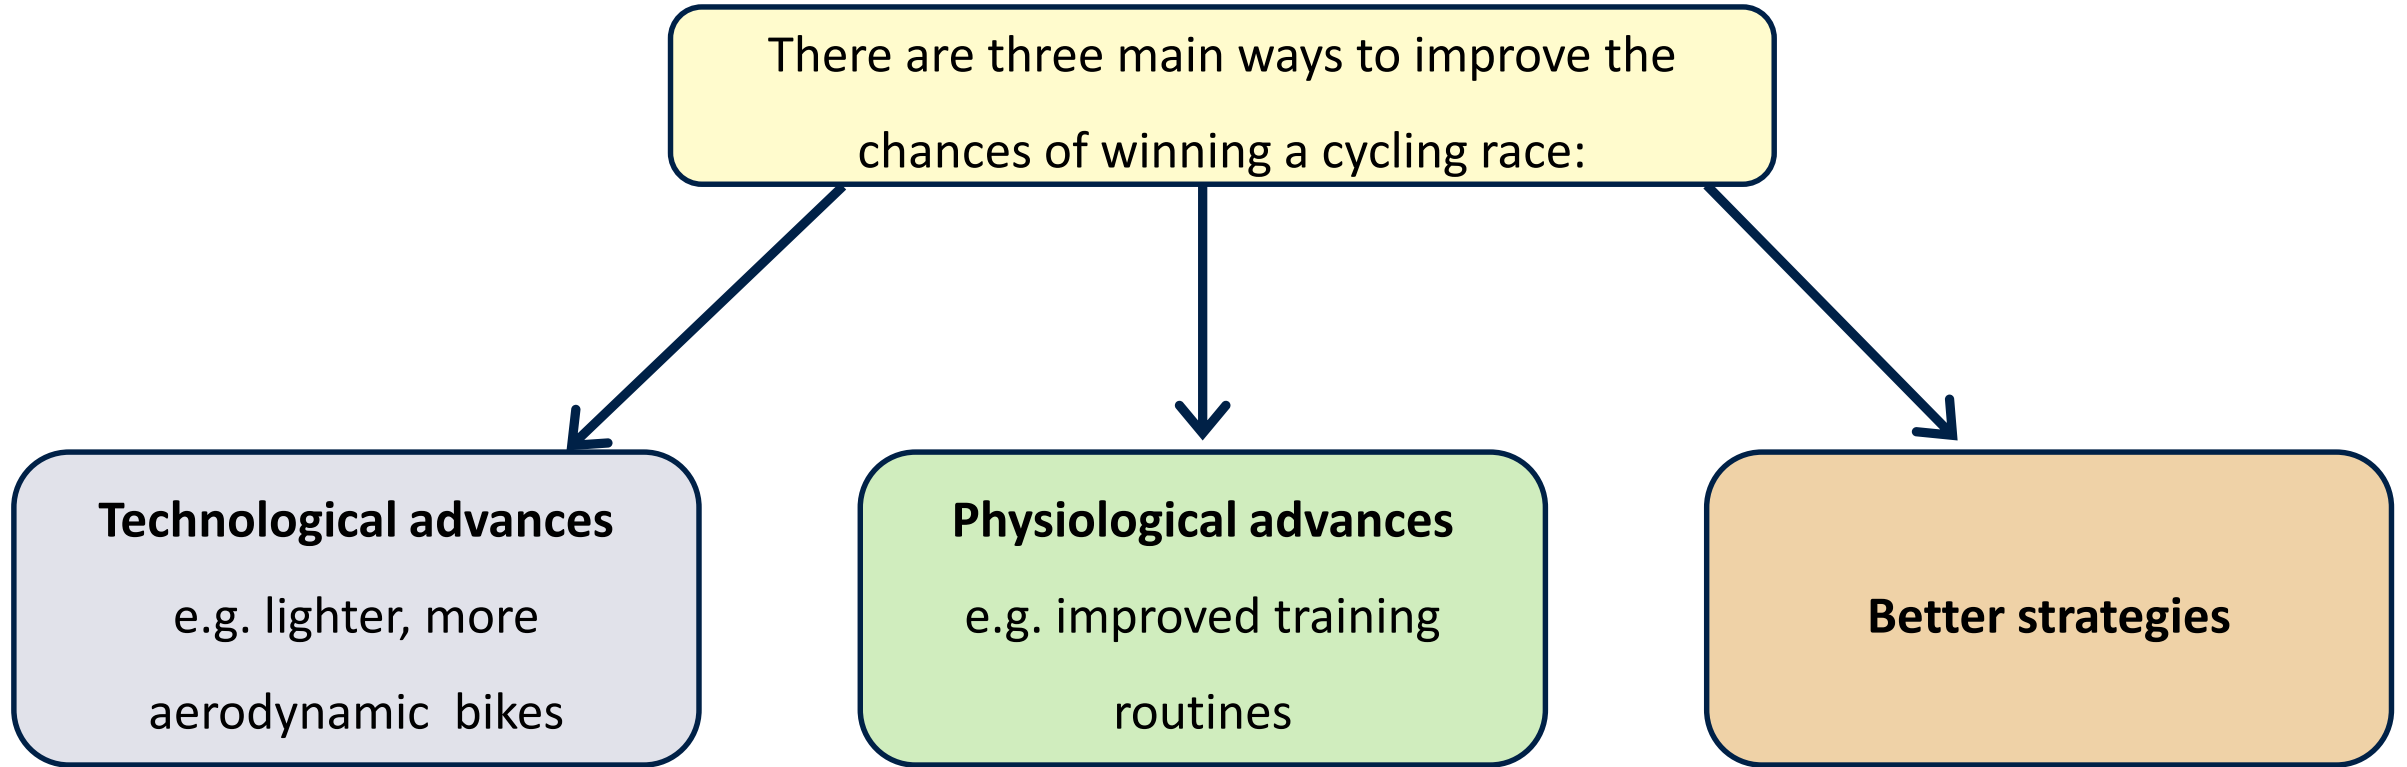 There are three main ways to improve the
chances of winning a cycling race:
Technological advances
e.g. lighter, more
aerodynamic  bikes
Physiological advances
e.g. improved training
routines
Better strategies